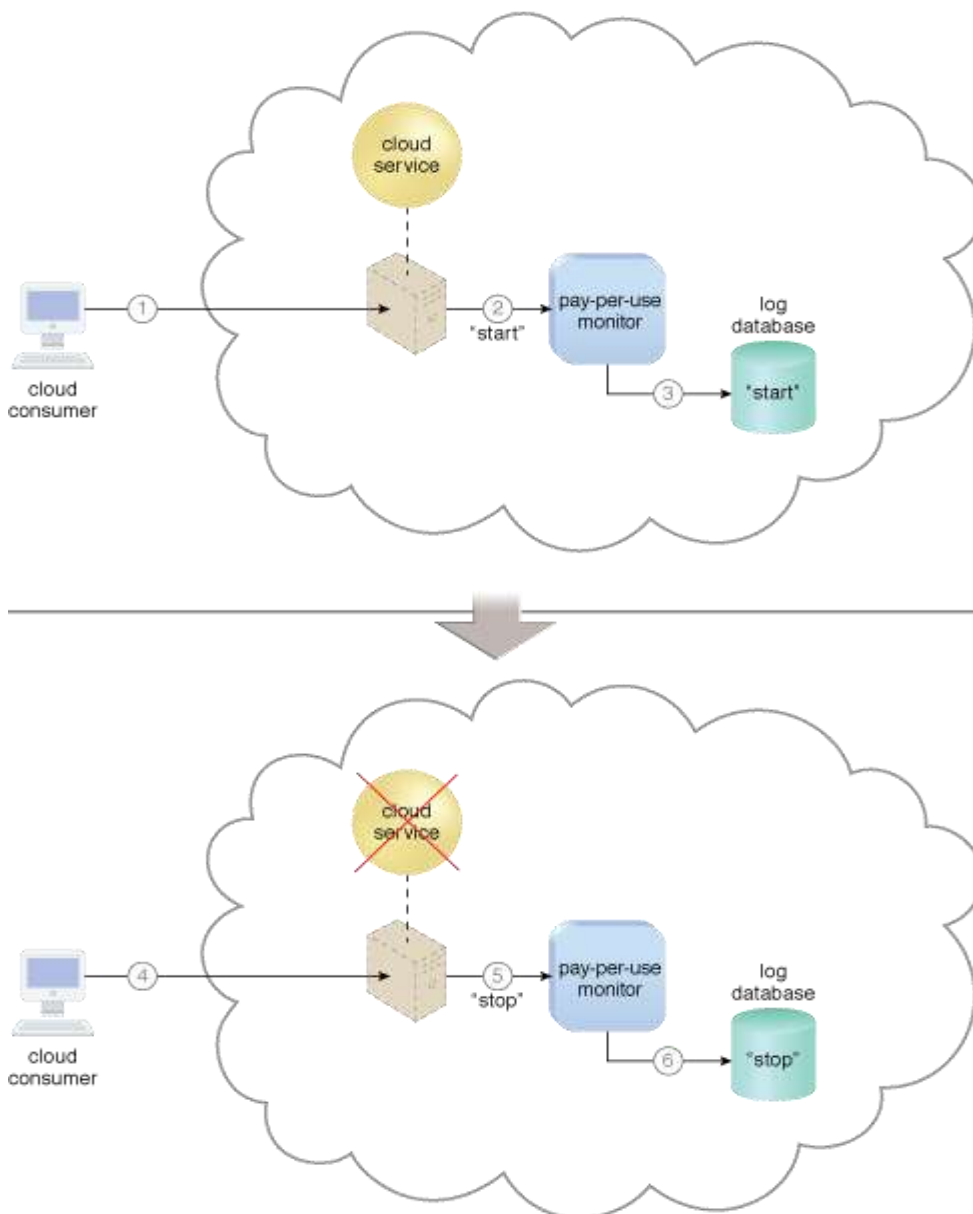 cloud
service
1
2
"start"
pay-per-use
monitor
log
database
3
"start"
cloud
consumer
cloud
service
4
5
"stop"
pay-per-use
monitor
log
database
6
"stop"
cloud
consumer